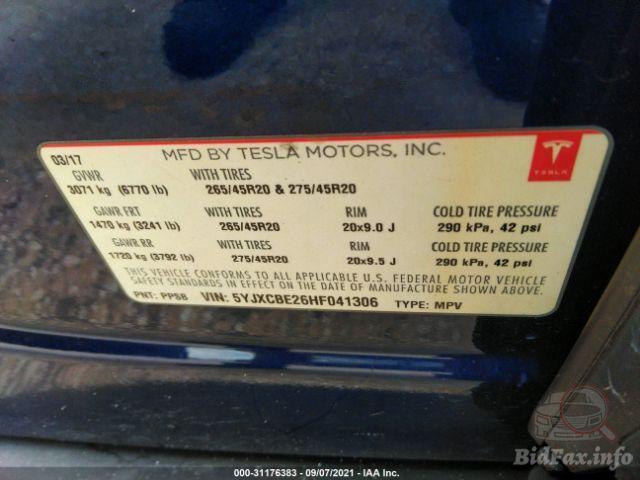 03/17 MFD BY TESLA MOTORS, INC.
TESLA
GVWR WITH TIRES
3071 kg (6770 lb) 265/45R20 & 275/45R20
GAWR FRT WITH TIRES RIM COLD TIRE PRESSURE
1470 kg (3241 lb) 265/45R20 20x9.0 J 290 kPa, 42 psi
GAWR RR WITH TIRES RIM COLD TIRE PRESSURE
1720 kg (3792 lb) 275/45R20 20x9.5 J 290 kPa, 42 psi
THIS VEHICLE CONFORMS TO ALL APPLICABLE U.S. FEDERAL MOTOR VEHICLE
SAFETY STANDARDS IN EFFECT ON THE DATE OF MANUFACTURE SHOWN ABOVE
PNT: PPSB VIN: 5YJXCBE26HF041306 TYPE: MPV
BidFax.info
000-31176383 - 09/07/2021 - IAA Inc.